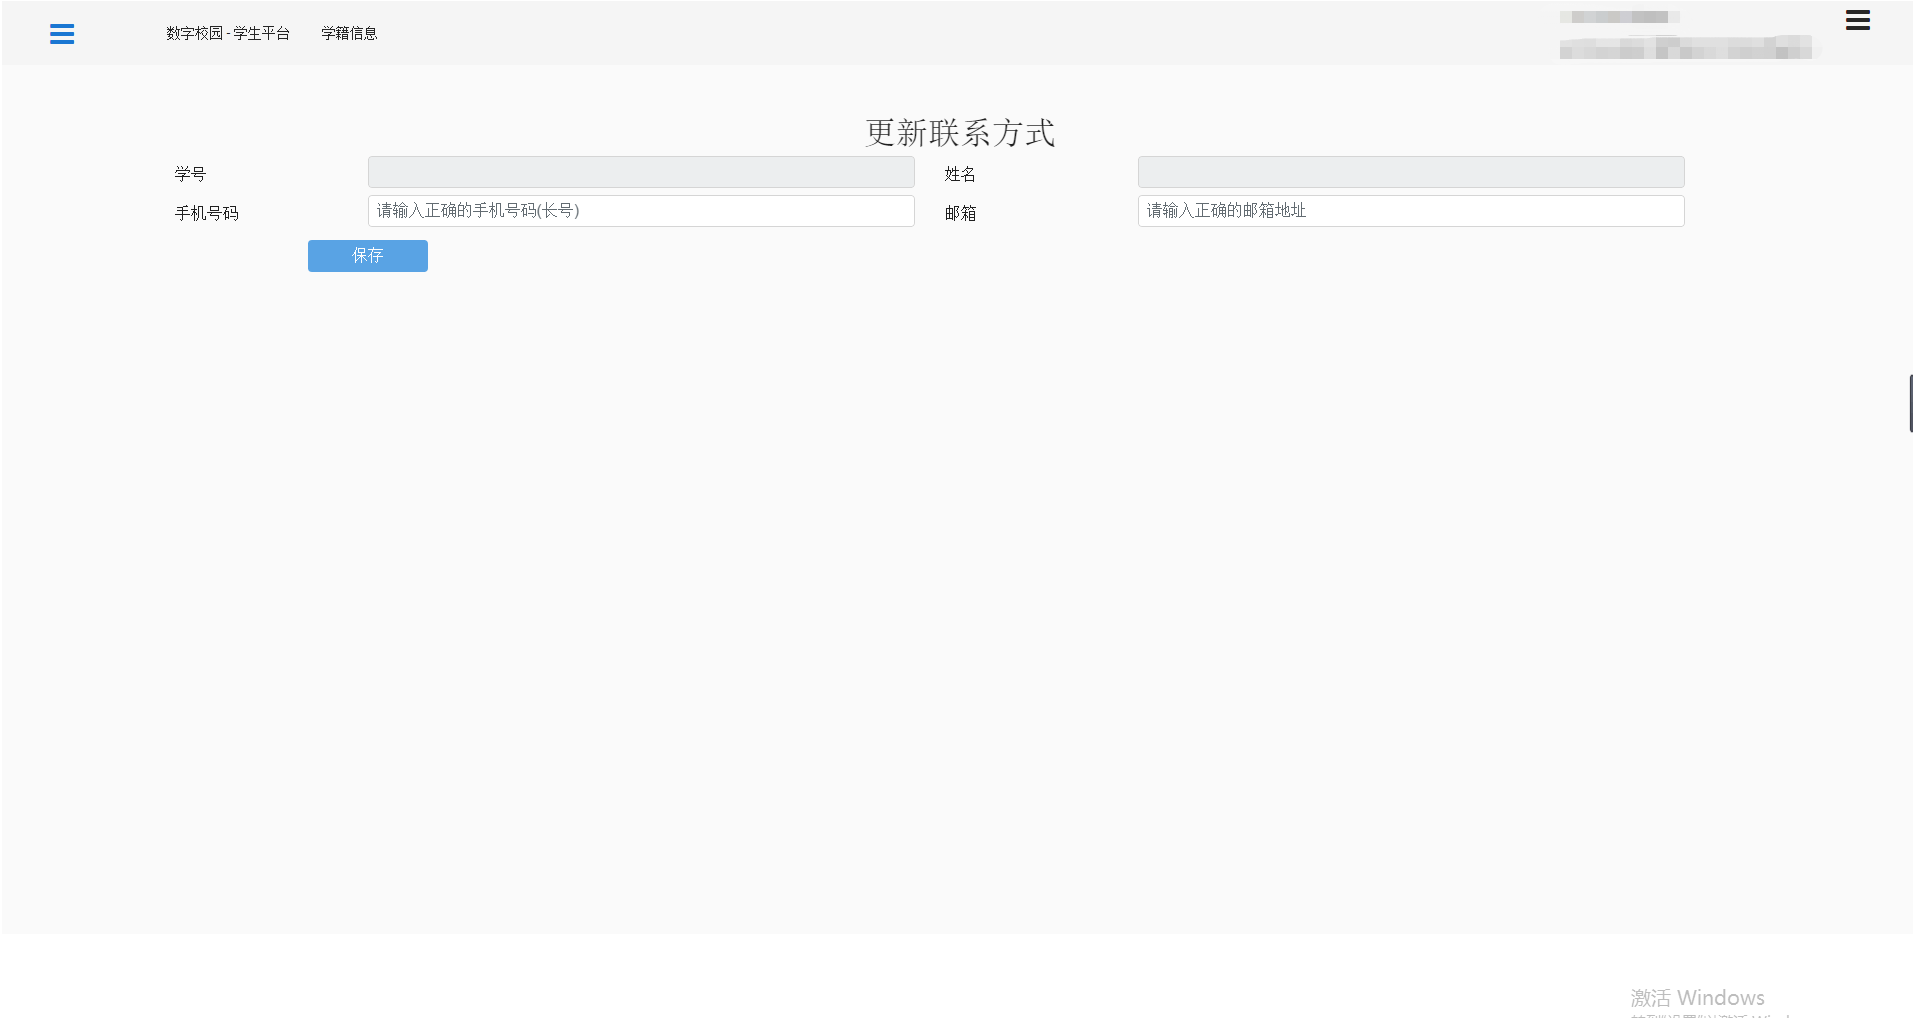 数字校园 - 学生平台 学籍信息
更新联系方式
学号 姓名
手机号码 请输入正确的手机号码(长号) 邮箱 请输入正确的邮箱地址
保存
激活 Windows